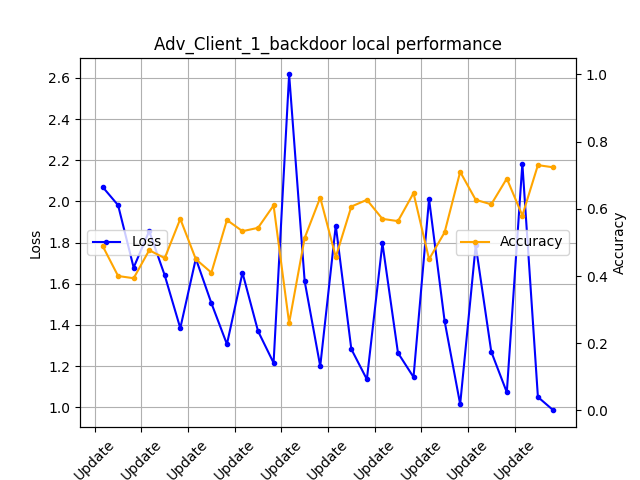 Adv_Client_1_backdoor local performance
Loss
2.6
2.4
2.2
2.0
1.8
1.6
1.4
1.2
1.0
Loss
Accuracy
1.0
0.8
0.6
0.4
0.2
0.0
Accuracy
Update
Update
Update
Update
Update
Update
Update
Update
Update
Update